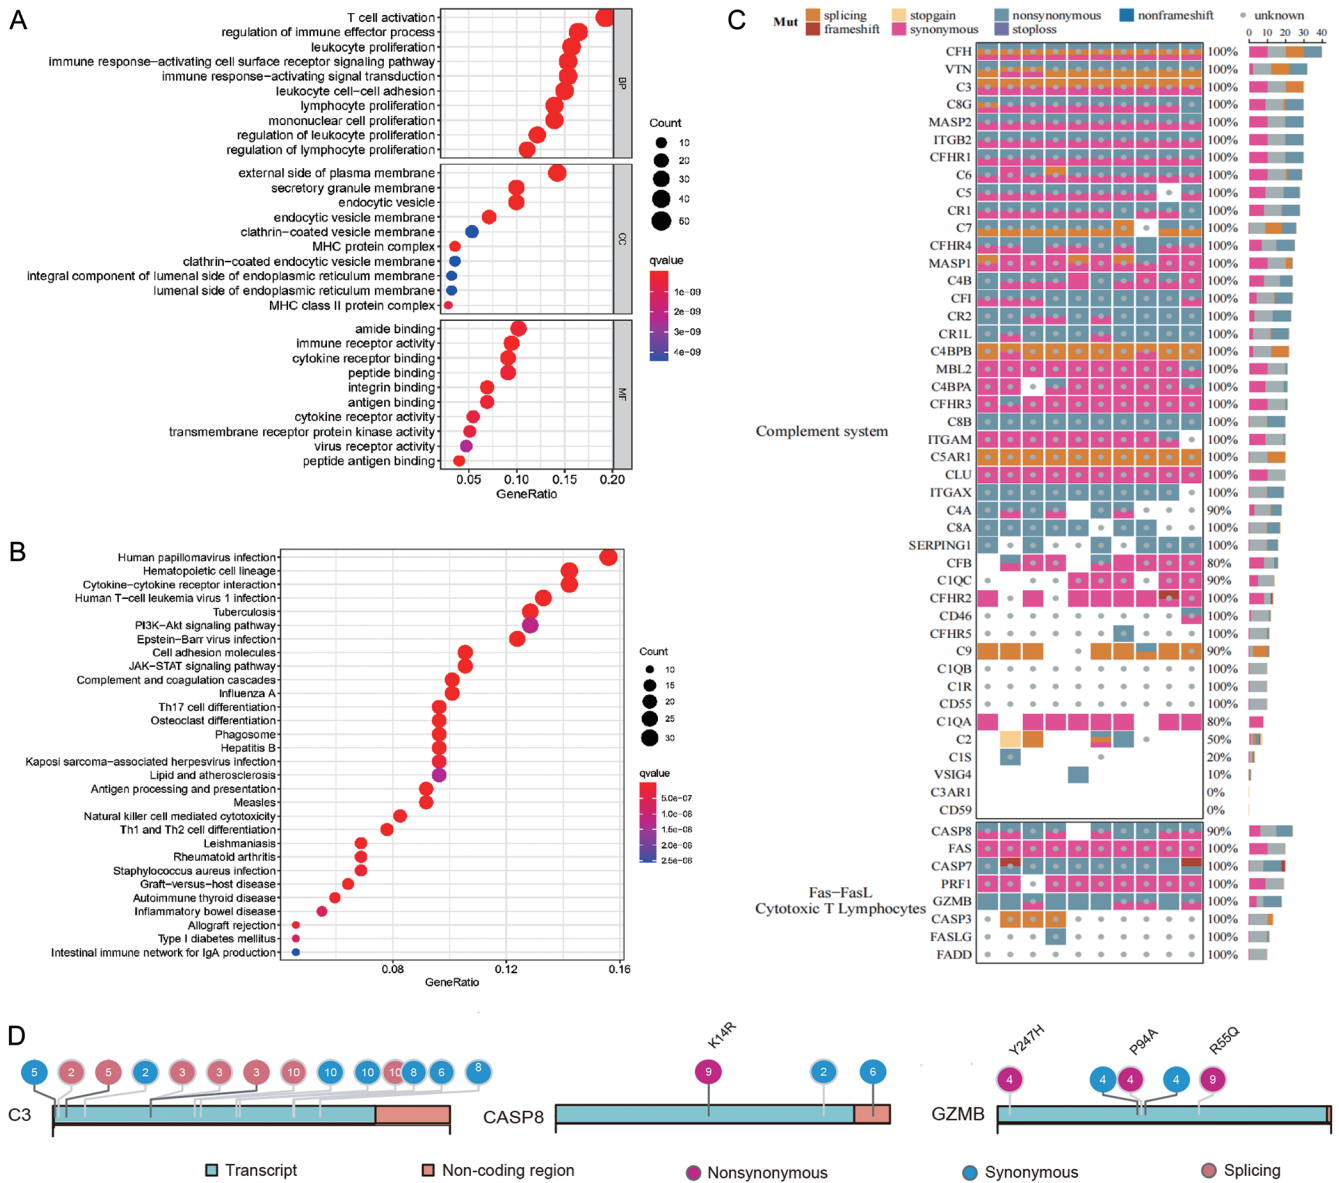 A
T cell activation
regulation of immune effector process
leukocyte proliferation
immune response−activating cell surface receptor signaling pathway
immune response−activating signal transduction
leukocyte cell−cell adhesion
lymphocyte proliferation
mononuclear cell proliferation
regulation of leukocyte proliferation
regulation of lymphocyte proliferation
BP
external side of plasma membrane
secretory granule membrane
endocytic vesicle
endocytic vesicle membrane
clathrin−coated vesicle membrane
MHC protein complex
clathrin−coated endocytic vesicle membrane
integral component of lumenal side of endoplasmic reticulum membrane
lumenal side of endoplasmic reticulum membrane
MHC class II protein complex
CC
amide binding
immune receptor activity
cytokine receptor binding
peptide binding
integrin binding
antigen binding
cytokine receptor activity
transmembrane receptor protein kinase activity
virus receptor activity
peptide antigen binding
MF
0.05 0.10 0.15 0.20
GeneRatio
Count
10
20
30
40
50
qvalue
1e−09
2e−09
3e−09
4e−09
B
Human papillomavirus infection
Hematopoietic cell lineage
Cytokine−cytokine receptor interaction
Human T−cell leukemia virus 1 infection
Tuberculosis
PI3K−Akt signaling pathway
Epstein−Barr virus infection
Cell adhesion molecules
JAK−STAT signaling pathway
Complement and coagulation cascades
Influenza A
Th17 cell differentiation
Osteoclast differentiation
Phagosome
Hepatitis B
Kaposi sarcoma−associated herpesvirus infection
Lipid and atherosclerosis
Antigen processing and presentation
Measles
Natural killer cell mediated cytotoxicity
Th1 and Th2 cell differentiation
Leishmaniasis
Rheumatoid arthritis
Staphylococcus aureus infection
Graft−versus−host disease
Autoimmune thyroid disease
Inflammatory bowel disease
Allograft rejection
Type I diabetes mellitus
Intestinal immune network for IgA production
0.08 0.12 0.16
GeneRatio
Count
10
15
20
25
30
qvalue
5.0e−07
1.0e−06
1.5e−06
2.0e−06
2.5e−06
C
Mut splicing stopgain nonsynonymous nonframeshift unknown
frameshift synonymous stoploss
0 10 20 30 40
CFH 100%
VTN 100%
C3 100%
C8G 100%
MASP2 100%
ITGB2 100%
CFHR1 100%
C6 100%
C5 100%
CR1 100%
C7 100%
CFHR4 100%
MASP1 100%
C4B 100%
CFI 100%
CR2 100%
CR1L 100%
C4BPB 100%
MBL2 100%
C4BPA 100%
CFHR3 100%
C8B 100%
ITGAM 100%
C5AR1 100%
CLU 100%
ITGAX 100%
C4A 90%
C8A 100%
SERPING1 100%
CFB 80%
C1QC 90%
CFHR2 100%
CD46 100%
CFHR5 100%
C9 90%
C1QB 100%
C1R 100%
CD55 100%
C1QA 80%
C2 50%
C1S 20%
VSIG4 10%
C3AR1 0%
CD59 0%
Complement system
CASP8 90%
FAS 100%
CASP7 100%
PRF1 100%
GZMB 100%
CASP3 100%
FASLG 100%
FADD 100%
Fas−FasL
Cytotoxic T Lymphocytes
0 10 20 30 40
D
5 2 5 2 3 3 3 10 10 10 10 8 6 8
C3
K14R
9 2 6
CASP8
Y247H P94A R55Q
4 4 4 4 9
GZMB
Transcript Non-coding region Nonsynonymous Synonymous Splicing